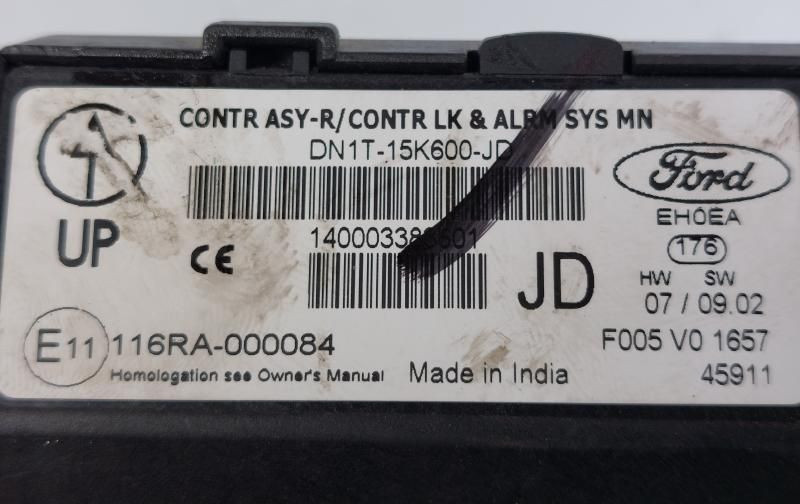 CONTR ASY-R/CONTR LK & ALRM SYS MN
DN1T-15K600-JD
Ford
UP
EH0EA
CE
176
HW SW
JD
07 / 09.02
E11
116RA-000084
F005 V0 1657
Homologation see Owner's Manual
Made in India
45911